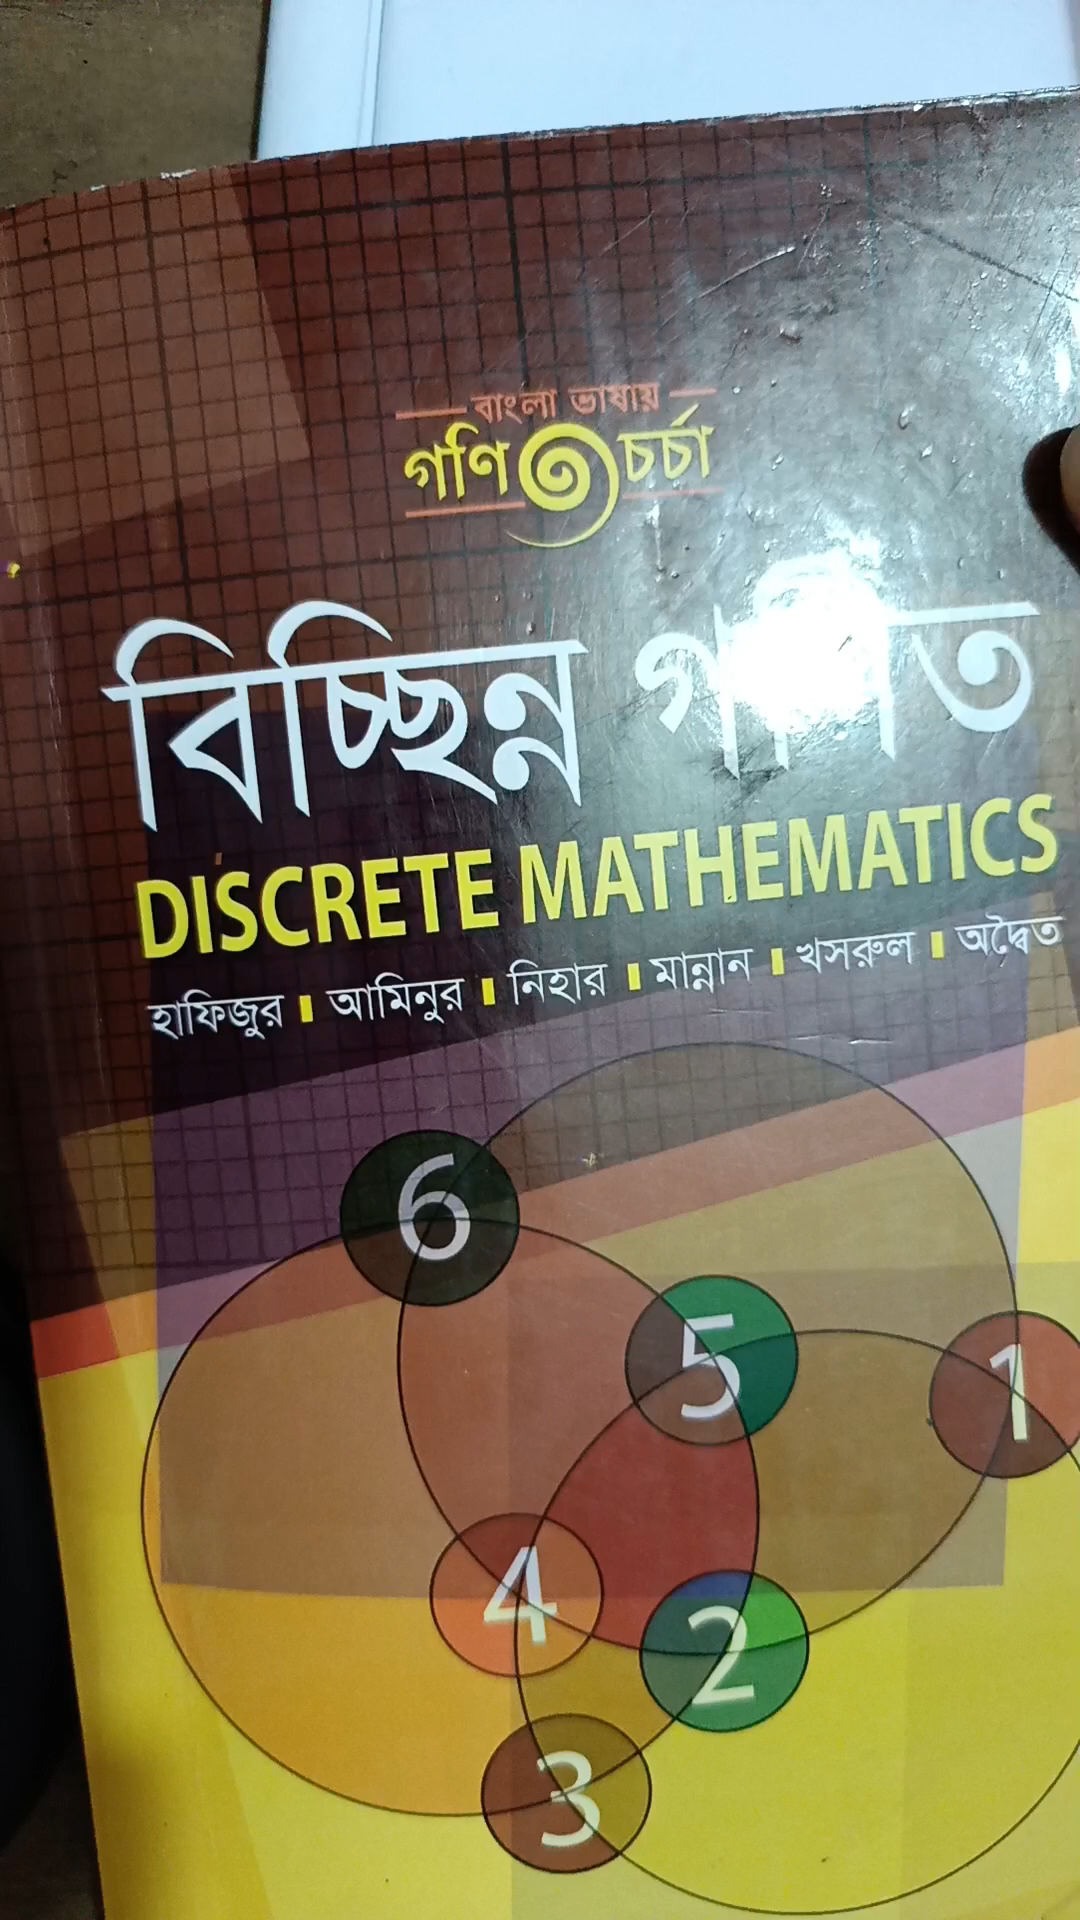 বাংলা ভাষায়
গণিত চর্চা
বিচ্ছিন্ন গণিত
DISCRETE MATHEMATICS
হাফিজুর ▮ আমিনুর ▮ নিহার ▮ মান্নান ▮ খসরুল ▮ অদ্বৈত
6
5
1
4
2
3